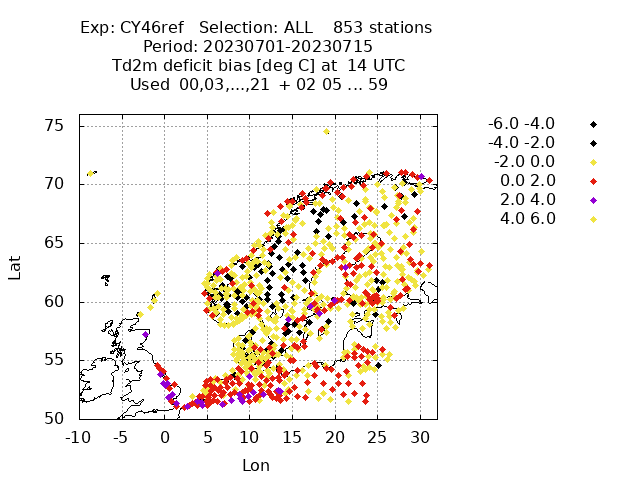 Exp: CY46ref   Selection: ALL    853 stations
Period: 20230701-20230715
Td2m deficit bias [deg C] at  14 UTC
Used  00,03,...,21  + 02 05 ... 59
75
70
65
60
55
50
-10 -5 0 5 10 15 20 25 30
Lat
Lon
-6.0 -4.0
-4.0 -2.0
-2.0 0.0
0.0 2.0
2.0 4.0
4.0 6.0